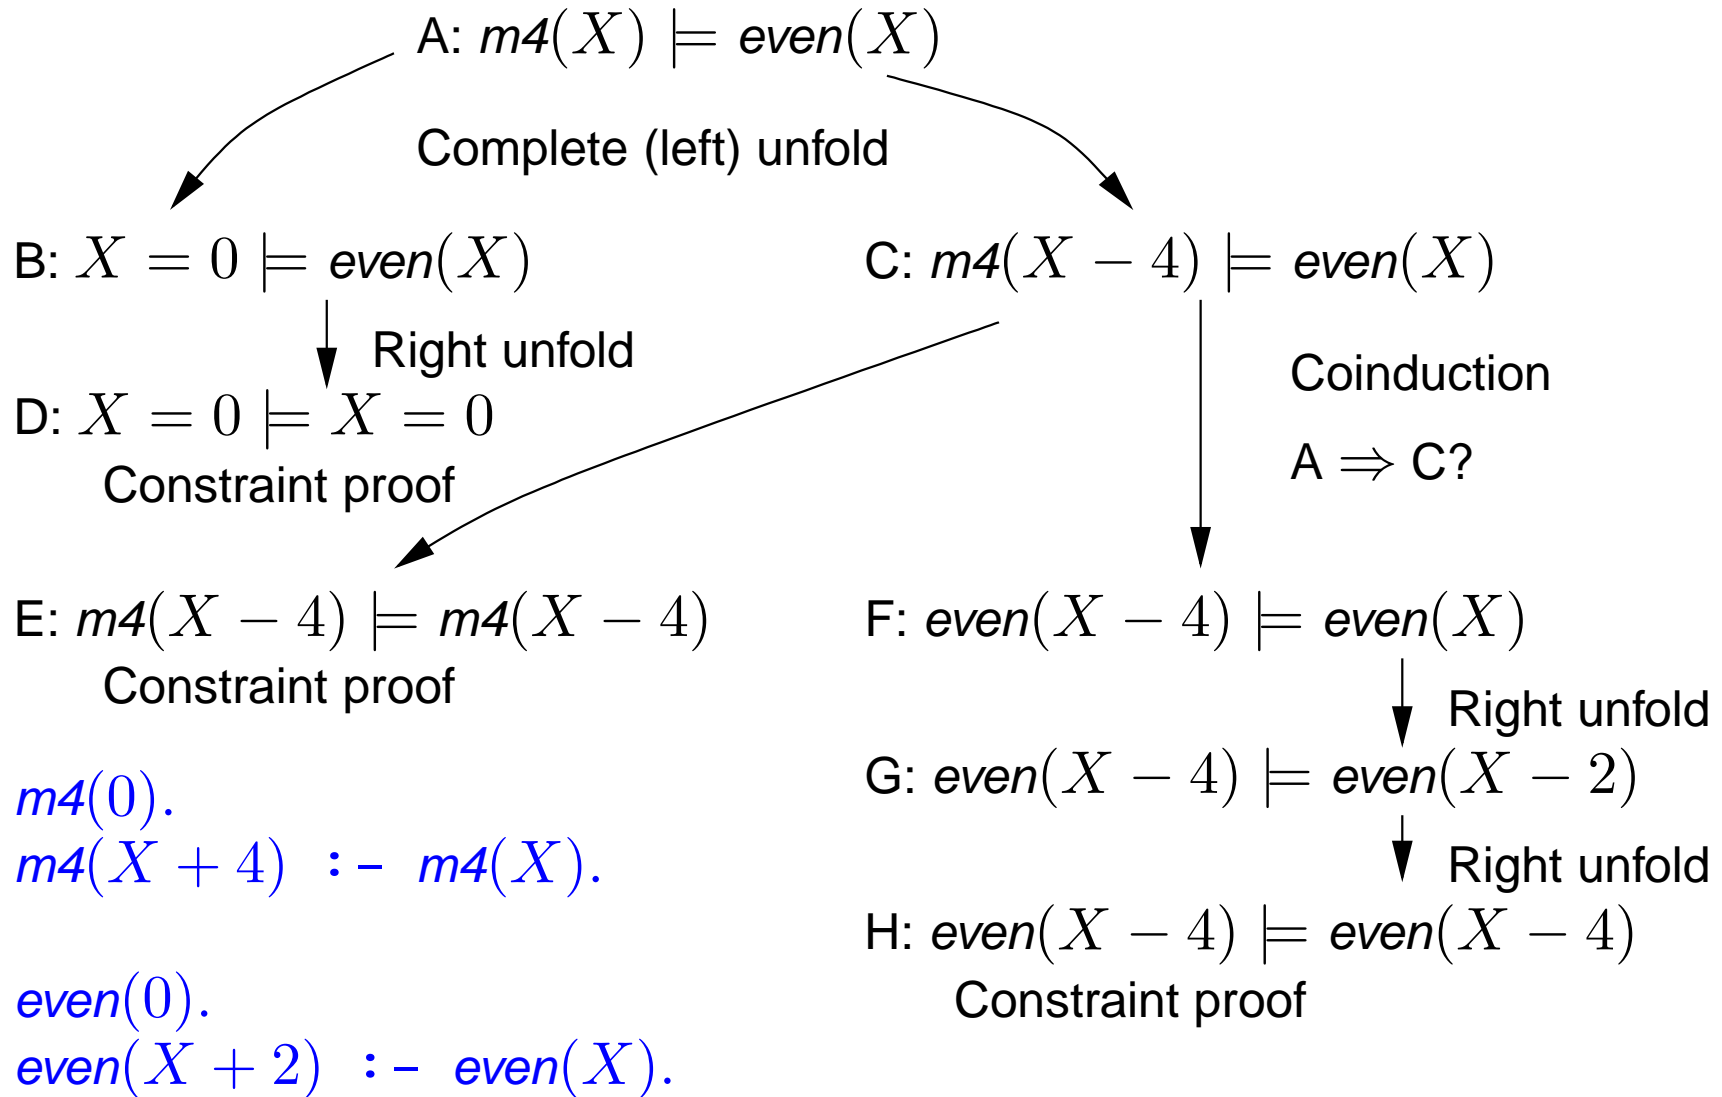 A: m4(X) |= even(X)
Complete (left) unfold
B: X = 0 |= even(X)
C: m4(X − 4) |= even(X)
Right unfold
Coinduction
D: X = 0 |= X = 0
A ⇒ C?
Constraint proof
E: m4(X − 4) |= m4(X − 4)
F: even(X − 4) |= even(X)
Constraint proof
Right unfold
G: even(X − 4) |= even(X − 2)
m4(0).
Right unfold
m4(X + 4) :- m4(X).
H: even(X − 4) |= even(X − 4)
Constraint proof
even(0).
even(X + 2) :- even(X).